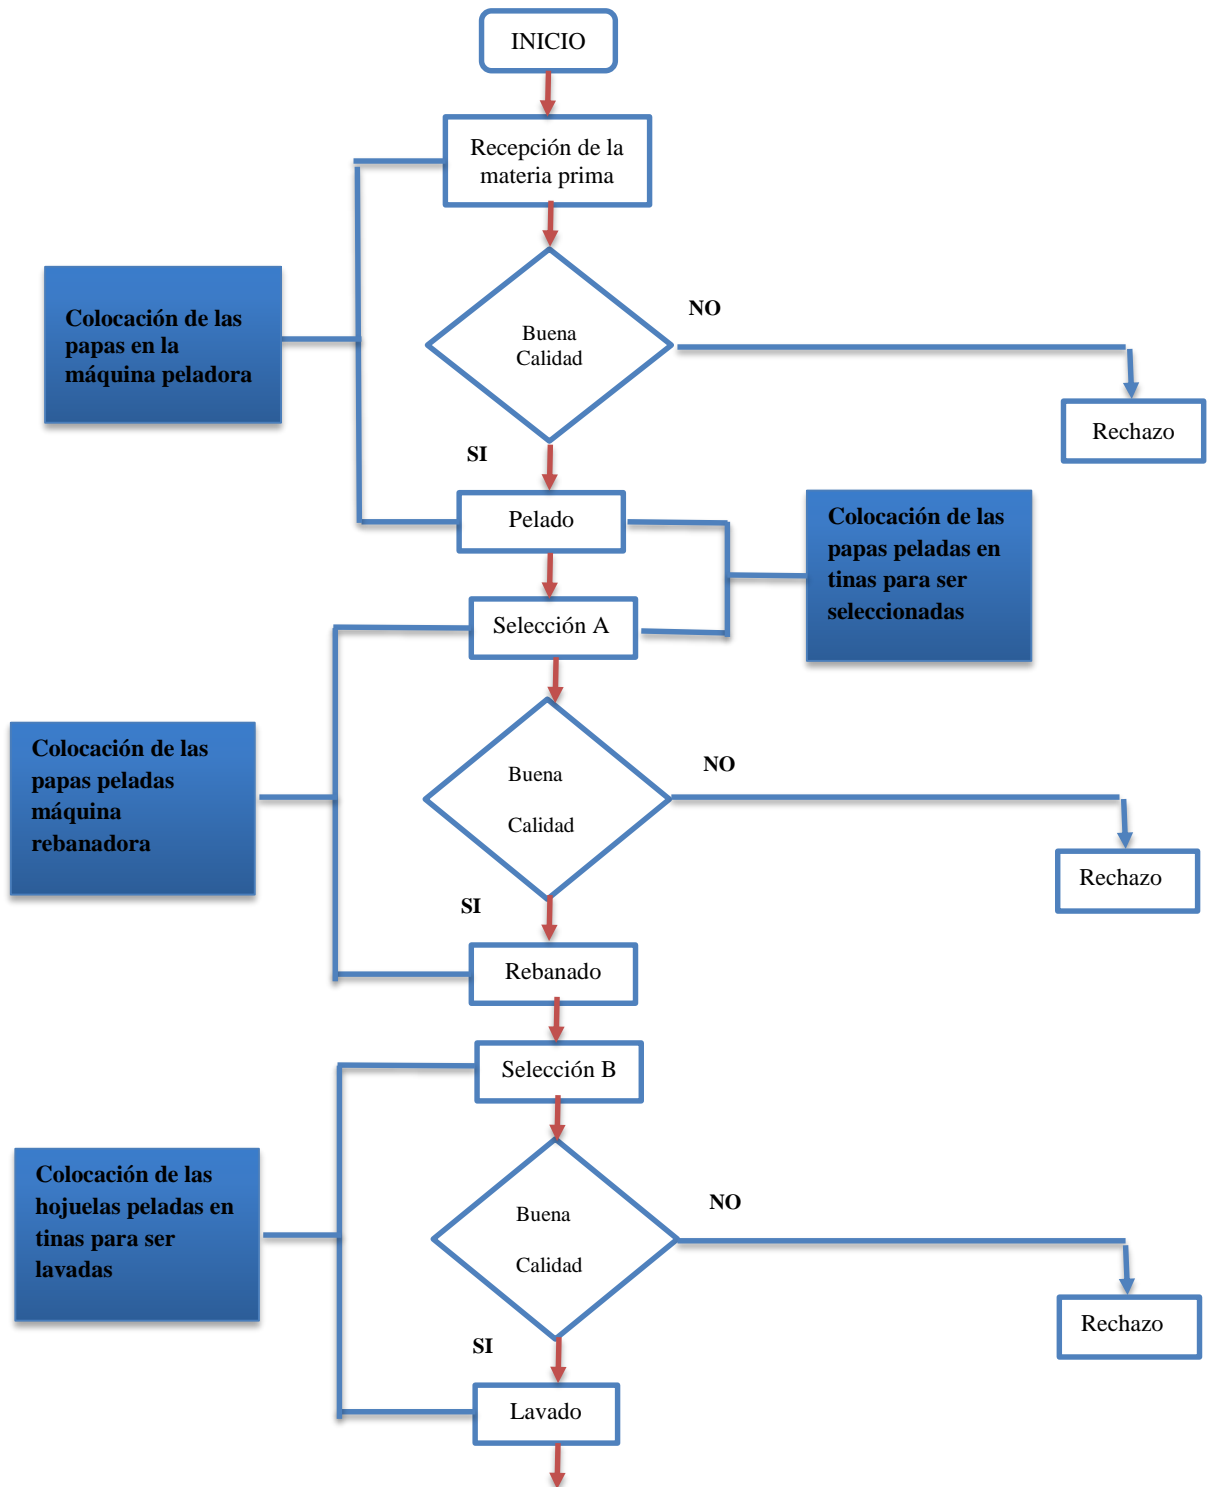 INICIO
Recepción de la
materia prima
NO
Colocación de las
papas en la
máquina peladora
Buena
Calidad
Rechazo
SI
Pelado
Colocación de las
papas peladas en
tinas para ser
seleccionadas
Selección A
Colocación de las
papas peladas
máquina
rebanadora
Buena
Calidad
NO
Rechazo
SI
Rebanado
Selección B
Colocación de las
hojuelas peladas en
tinas para ser
lavadas
Buena
Calidad
NO
Rechazo
SI
Lavado